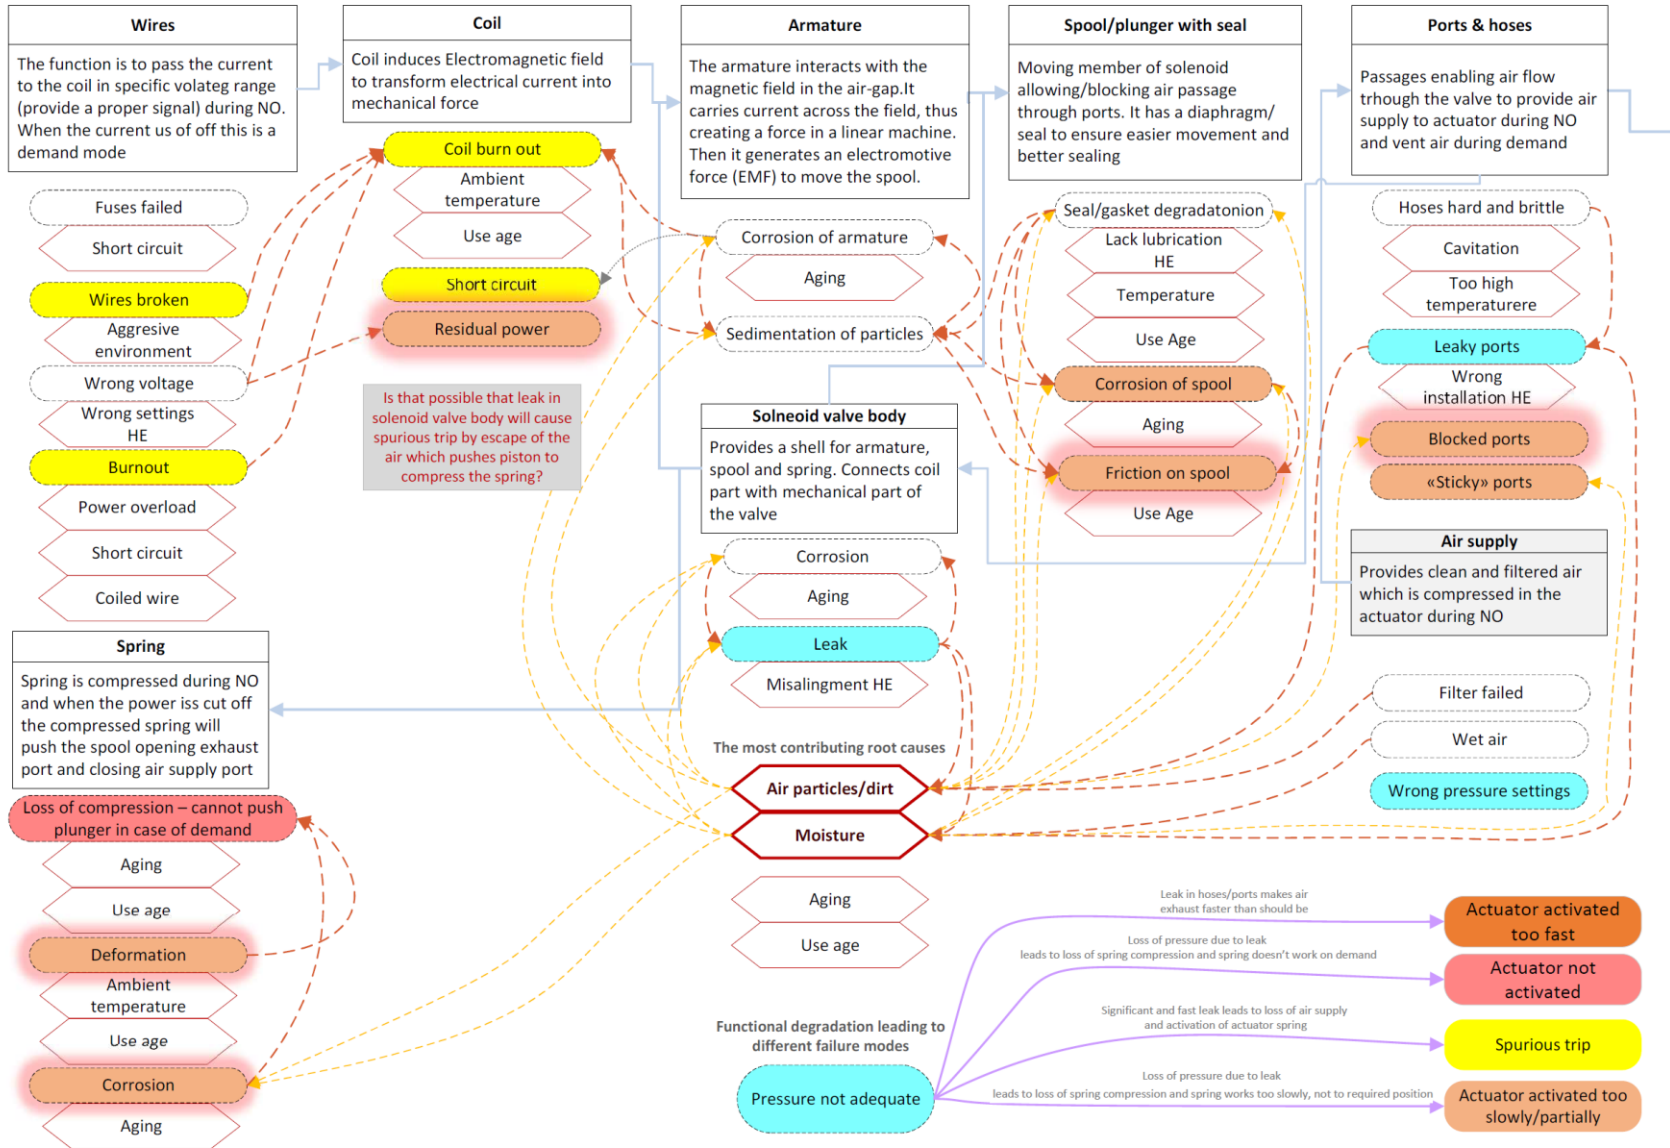 Wires
The function is to pass the current
to the coil in specific volateg range
(provide a proper signal) during NO.
When the current us of off this is a
demand mode
Fuses failed
Short circuit
Wires broken
Aggresive
environment
Wrong voltage
Wrong settings
HE
Burnout
Power overload
Short circuit
Coiled wire
Coil
Coil induces Electromagnetic field
to transform electrical current into
mechanical force
Coil burn out
Ambient
temperature
Use age
Short circuit
Residual power
Is that possible that leak in
solenoid valve body will cause
spurious trip by escape of the
air which pushes piston to
compress the spring?
Armature
The armature interacts with the
magnetic field in the air-gap.It
carries current across the field, thus
creating a force in a linear machine.
Then it generates an electromotive
force (EMF) to move the spool.
Corrosion of armature
Aging
Sedimentation of particles
Solneoid valve body
Provides a shell for armature,
spool and spring. Connects coil
part with mechanical part of
the valve
Corrosion
Aging
Leak
Misalingment HE
Spool/plunger with seal
Moving member of solenoid
allowing/blocking air passage
through ports. It has a diaphragm/
seal to ensure easier movement and
better sealing
Seal/gasket degradatonion
Lack lubrication
HE
Temperature
Use Age
Corrosion of spool
Aging
Friction on spool
Use Age
Ports & hoses
Passages enabling air flow
trhough the valve to provide air
supply to actuator during NO
and vent air during demand
Hoses hard and brittle
Cavitation
Too high
temperaturere
Leaky ports
Wrong
installation HE
Blocked ports
«Sticky» ports
Air supply
Provides clean and filtered air
which is compressed in the
actuator during NO
Filter failed
Wet air
Wrong pressure settings
Spring
Spring is compressed during NO
and when the power iss cut off
the compressed spring will
push the spool opening exhaust
port and closing air supply port
Loss of compression – cannot push
plunger in case of demand
Aging
Use age
Deformation
Ambient
temperature
Use age
Corrosion
Aging
The most contributing root causes
Air particles/dirt
Moisture
Aging
Use age
Functional degradation leading to
different failure modes
Pressure not adequate
Leak in hoses/ports makes air
exhaust faster than should be
Actuator activated
too fast
Loss of pressure due to leak
leads to loss of spring compression and spring doesn't work on demand
Actuator not
activated
Significant and fast leak leads to loss of air supply
and activation of actuator spring
Spurious trip
Loss of pressure due to leak
leads to loss of spring compression and spring works too slowly, not to required position
Actuator activated too
slowly/partially